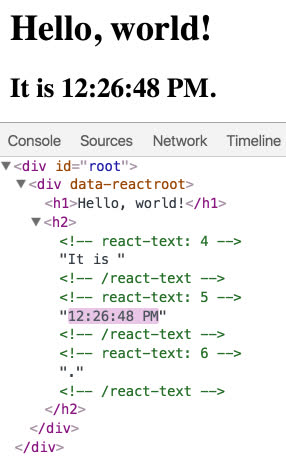 Hello, world!
It is 12:26:48 PM.
Console Sources Network Timeline
▼<div id="root">
▼<div data-reactroot>
<h1>Hello, world!</h1>
▼<h2>
<!-- react-text: 4 -->
"It is "
<!-- /react-text -->
<!-- react-text: 5 -->
"12:26:48 PM"
<!-- /react-text -->
<!-- react-text: 6 -->
"."
<!-- /react-text -->
</h2>
</div>
</div>